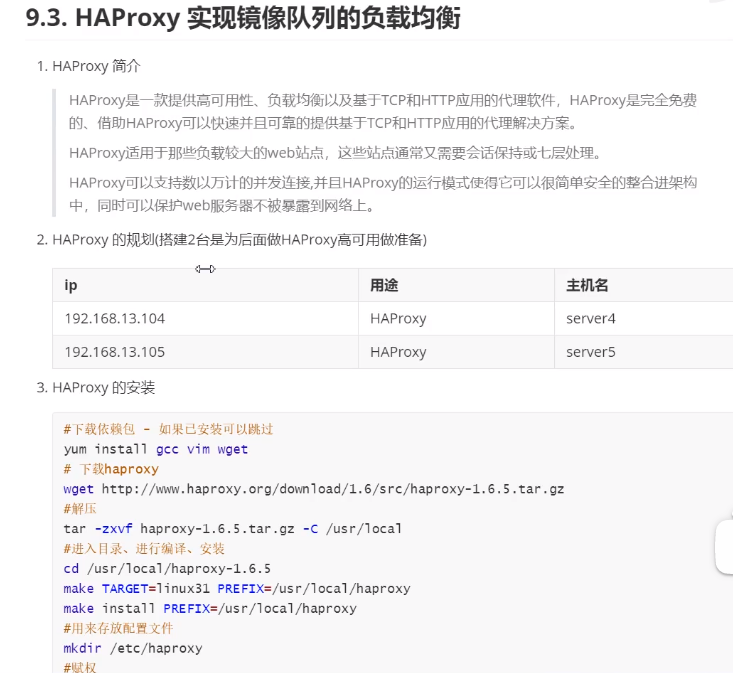 9.3. HAProxy 实现镜像队列的负载均衡
1. HAProxy 简介
HAProxy是一款提供高可用性、负载均衡以及基于TCP和HTTP应用的代理软件，HAProxy是完全免费
的、借助HAProxy可以快速并且可靠的提供基于TCP和HTTP应用的代理解决方案。
HAProxy适用于那些负载较大的web站点，这些站点通常又需要会话保持或七层处理。
HAProxy可以支持数以万计的并发连接,并且HAProxy的运行模式使得它可以很简单安全的整合进架构
中，同时可以保护web服务器不被暴露到网络上。
2. HAProxy 的规划(搭建2台是为后面做HAProxy高可用做准备)
ip 用途 主机名
192.168.13.104 HAProxy server4
192.168.13.105 HAProxy server5
3. HAProxy 的安装
#下载依赖包 - 如果已安装可以跳过
yum install gcc vim wget
# 下载haproxy
wget http://www.haproxy.org/download/1.6/src/haproxy-1.6.5.tar.gz
#解压
tar -zxvf haproxy-1.6.5.tar.gz -C /usr/local
#进入目录、进行编译、安装
cd /usr/local/haproxy-1.6.5
make TARGET=linux31 PREFIX=/usr/local/haproxy
make install PREFIX=/usr/local/haproxy
#用来存放配置文件
mkdir /etc/haproxy
#赋权